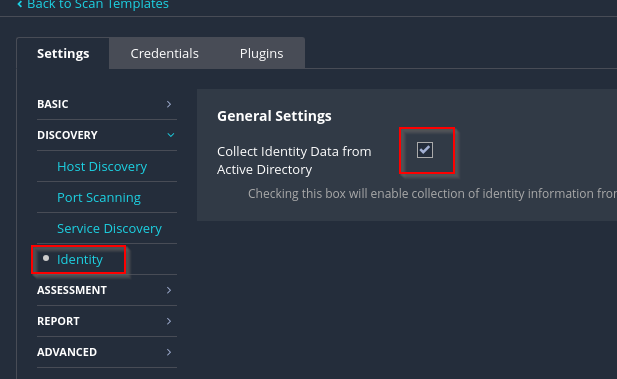 Back to Scan Templates
Settings
Credentials
Plugins
BASIC
DISCOVERY
Host Discovery
Port Scanning
Service Discovery
Identity
ASSESSMENT
REPORT
ADVANCED
General Settings
Collect Identity Data from
Active Directory
Checking this box will enable collection of identity information from